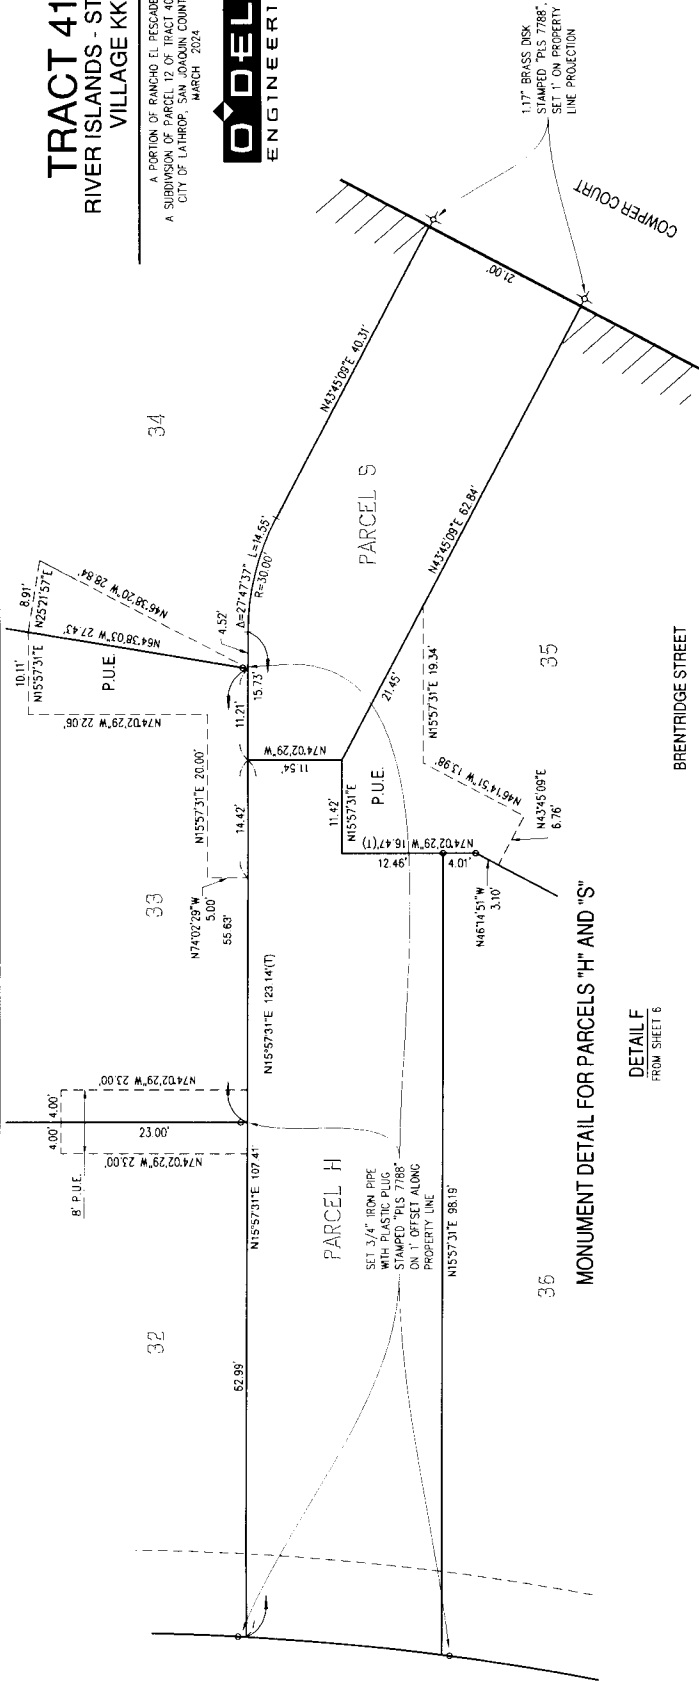 TRACT 41
RIVER ISLANDS - ST
VILLAGE KK
A PORTION OF RANCHO EL PESCADE
A SUBDIVISION OF PARCEL 12 OF TRACT 40
CITY OF LATHROP, SAN JOAQUIN COUNT
MARCH 2024
O'DEL
ENGINEERI
1.17" BRASS DISK
STAMPED "PLS 7788",
SET 1' ON PROPERTY
LINE PROJECTION
COWPER COURT
21.00'
34
N43°45'09"E 40.31'
Δ=27°47'37" L=14.55'
R=30.00'
PARCEL S
N43°45'09"E 62.84'
8.91'
N25°21'57"E
N46°38'20"W 28.84'
N64°38'03"W 27.43'
10.11'
N15°57'31"E
P.U.E.
N74°02'29"W 22.06'
4.52'
15.73'
11.21'
N15°57'31"E 20.00'
14.42'
N74°02'29"W
11.54'
21.45'
N15°57'31"E 19.34'
35
11.42'
N15°57'31"E
P.U.E.
N46°14'51"W 13.98'
N43°45'09"E
6.76'
N74°02'29"W 16.47'(T)
12.46'
4.01'
N46°14'51"W
3.10'
33
N74°02'29"W
5.00'
55.63'
N15°57'31"E 123.14'(T)
N74°02'29"W 23.00'
4.00' 4.00'
23.00'
N74°02'29"W 23.00'
8' P.U.E.
N15°57'31"E 107.41'
PARCEL H
SET 3/4" IRON PIPE
WITH PLASTIC PLUG
STAMPED "PLS 7788"
ON 1' OFFSET ALONG
PROPERTY LINE
N15°57'31"E 98.19'
32
62.99'
36
BRENTRIDGE STREET
MONUMENT DETAIL FOR PARCELS "H" AND "S"
DETAIL F
FROM SHEET 6